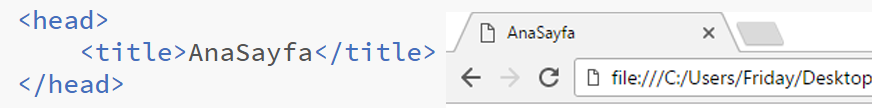 <head>
    <title>AnaSayfa</title>
</head>
AnaSayfa
file:///C:/Users/Friday/Desktop